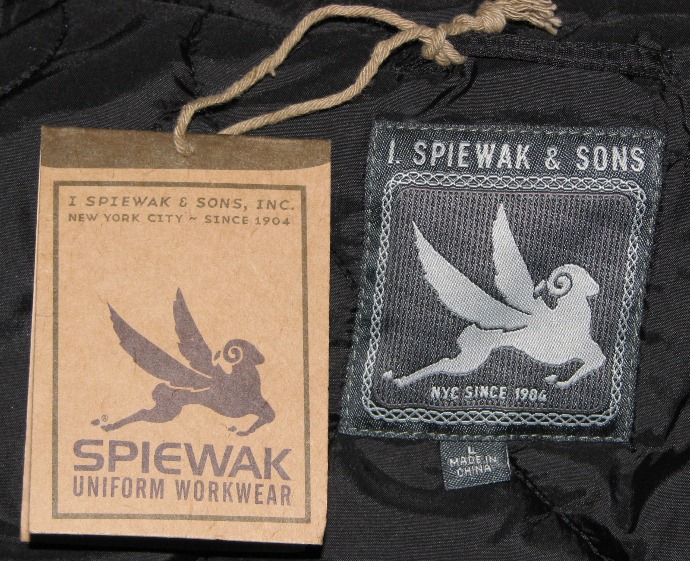 I SPIEWAK & SONS, INC.
NEW YORK CITY ~ SINCE 1904
®
SPIEWAK
UNIFORM WORKWEAR
I. SPIEWAK & SONS
NYC SINCE 1904
L
MADE IN
CHINA